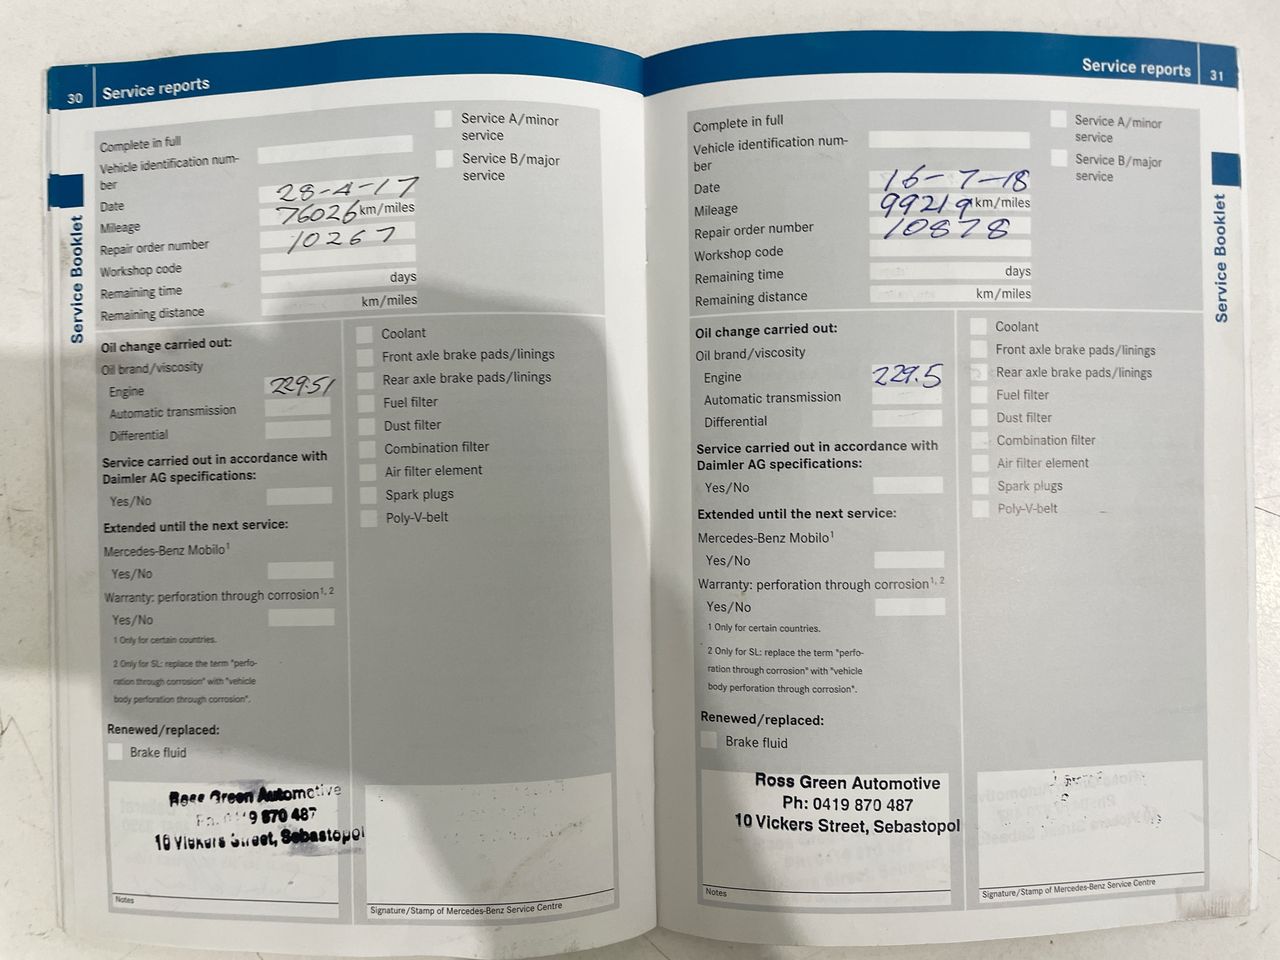 30 Service reports
Complete in full
Vehicle identification num-
ber
Date 28-4-17
Mileage 76026 km/miles
Repair order number 10267
Workshop code
Remaining time days
Remaining distance km/miles
Service A/minor
service
Service B/major
service
Service Booklet
Oil change carried out:
Oil brand/viscosity
Engine 229.51
Automatic transmission
Differential
Service carried out in accordance with
Daimler AG specifications:
Yes/No
Extended until the next service:
Mercedes-Benz Mobilo1
Yes/No
Warranty: perforation through corrosion1, 2
Yes/No
1 Only for certain countries.
2 Only for SL: replace the term "perfo-
ration through corrosion" with "vehicle
body perforation through corrosion".
Renewed/replaced:
Brake fluid
Coolant
Front axle brake pads/linings
Rear axle brake pads/linings
Fuel filter
Dust filter
Combination filter
Air filter element
Spark plugs
Poly-V-belt
Ross Green Automotive
Ph: 0419 870 487
10 Vickers Street, Sebastopol
Notes
Signature/Stamp of Mercedes-Benz Service Centre
Service reports 31
Complete in full
Vehicle identification num-
ber
Date 16-7-18
Mileage 99219 km/miles
Repair order number 10878
Workshop code
Remaining time days
Remaining distance km/miles
Service A/minor
service
Service B/major
service
Service Booklet
Oil change carried out:
Oil brand/viscosity
Engine 229.5
Automatic transmission
Differential
Service carried out in accordance with
Daimler AG specifications:
Yes/No
Extended until the next service:
Mercedes-Benz Mobilo1
Yes/No
Warranty: perforation through corrosion1, 2
Yes/No
1 Only for certain countries.
2 Only for SL: replace the term "perfo-
ration through corrosion" with "vehicle
body perforation through corrosion".
Renewed/replaced:
Brake fluid
Coolant
Front axle brake pads/linings
Rear axle brake pads/linings
Fuel filter
Dust filter
Combination filter
Air filter element
Spark plugs
Poly-V-belt
Ross Green Automotive
Ph: 0419 870 487
10 Vickers Street, Sebastopol
Notes
Signature/Stamp of Mercedes-Benz Service Centre